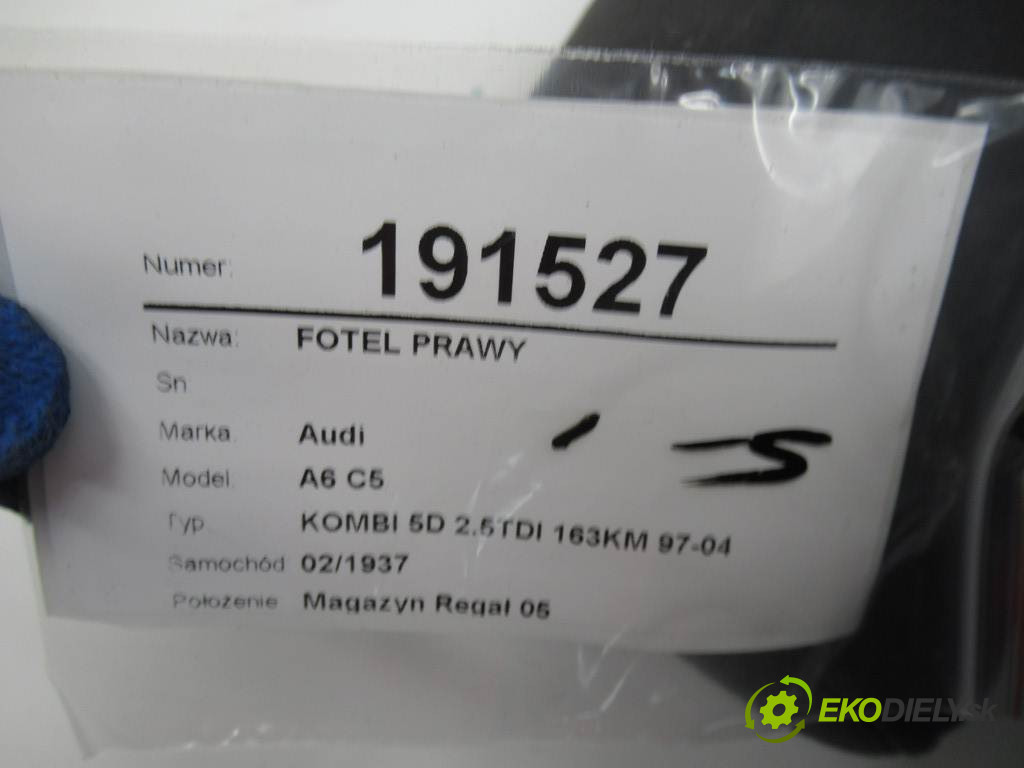 Numer: 191527
Nazwa: FOTEL PRAWY
Sn
Marka: Audi
Model: A6 C5
Typ KOMBI 5D 2.5TDI 163KM 97-04
Samochód 02/1937
Położenie Magazyn Regał 05
EKODIELY.sk